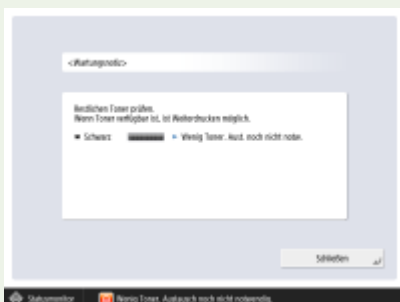 <Wartungsnotiz>
Restlichen Toner prüfen.
Wenn Toner verfügbar ist, ist Weiterdrucken möglich.
Schwarz Wenig Toner. Aust. noch nicht notw.
Schließen
Statusmonitor Wenig Toner. Austausch noch nicht notwendig.